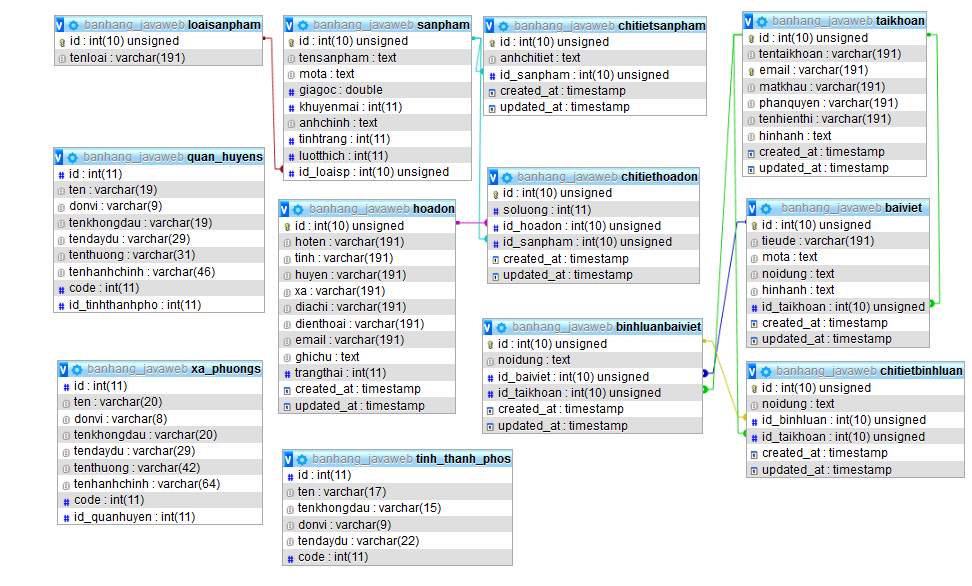 banhang_javaweb loaisanpham
id : int(10) unsigned
tenloai : varchar(191)
banhang_javaweb sanpham
id : int(10) unsigned
tensanpham : text
mota : text
giagoc : double
khuyenmai : int(11)
anhchinh : text
tinhtrang : int(11)
luotthich : int(11)
id_loaisp : int(10) unsigned
banhang_javaweb chitietsanpham
id : int(10) unsigned
anhchitiet : text
id_sanpham : int(10) unsigned
created_at : timestamp
updated_at : timestamp
banhang_javaweb taikhoan
id : int(10) unsigned
tentaikhoan : varchar(191)
email : varchar(191)
matkhau : varchar(191)
phanquyen : varchar(191)
tenhienthi : varchar(191)
hinhanh : text
created_at : timestamp
updated_at : timestamp
banhang_javaweb quan_huyens
id : int(11)
ten : varchar(19)
donvi : varchar(9)
tenkhongdau : varchar(19)
tendaydu : varchar(29)
tenthuong : varchar(31)
tenhanhchinh : varchar(46)
code : int(11)
id_tinhthanhpho : int(11)
banhang_javaweb hoadon
id : int(10) unsigned
hoten : varchar(191)
tinh : varchar(191)
huyen : varchar(191)
xa : varchar(191)
diachi : varchar(191)
dienthoai : varchar(191)
email : varchar(191)
ghichu : text
trangthai : int(11)
created_at : timestamp
updated_at : timestamp
banhang_javaweb chitiethoadon
id : int(10) unsigned
soluong : int(11)
id_hoadon : int(10) unsigned
id_sanpham : int(10) unsigned
created_at : timestamp
updated_at : timestamp
banhang_javaweb baiviet
id : int(10) unsigned
tieude : varchar(191)
mota : text
noidung : text
hinhanh : text
id_taikhoan : int(10) unsigned
created_at : timestamp
updated_at : timestamp
banhang_javaweb binhluanbaiviet
id : int(10) unsigned
noidung : text
id_baiviet : int(10) unsigned
id_taikhoan : int(10) unsigned
created_at : timestamp
updated_at : timestamp
banhang_javaweb xa_phuongs
id : int(11)
ten : varchar(20)
donvi : varchar(8)
tenkhongdau : varchar(20)
tendaydu : varchar(29)
tenthuong : varchar(42)
tenhanhchinh : varchar(64)
code : int(11)
id_quanhuyen : int(11)
banhang_javaweb chitietbinhluan
id : int(10) unsigned
noidung : text
id_binhluan : int(10) unsigned
id_taikhoan : int(10) unsigned
created_at : timestamp
updated_at : timestamp
banhang_javaweb tinh_thanh_phos
id : int(11)
ten : varchar(17)
tenkhongdau : varchar(15)
donvi : varchar(9)
tendaydu : varchar(22)
code : int(11)